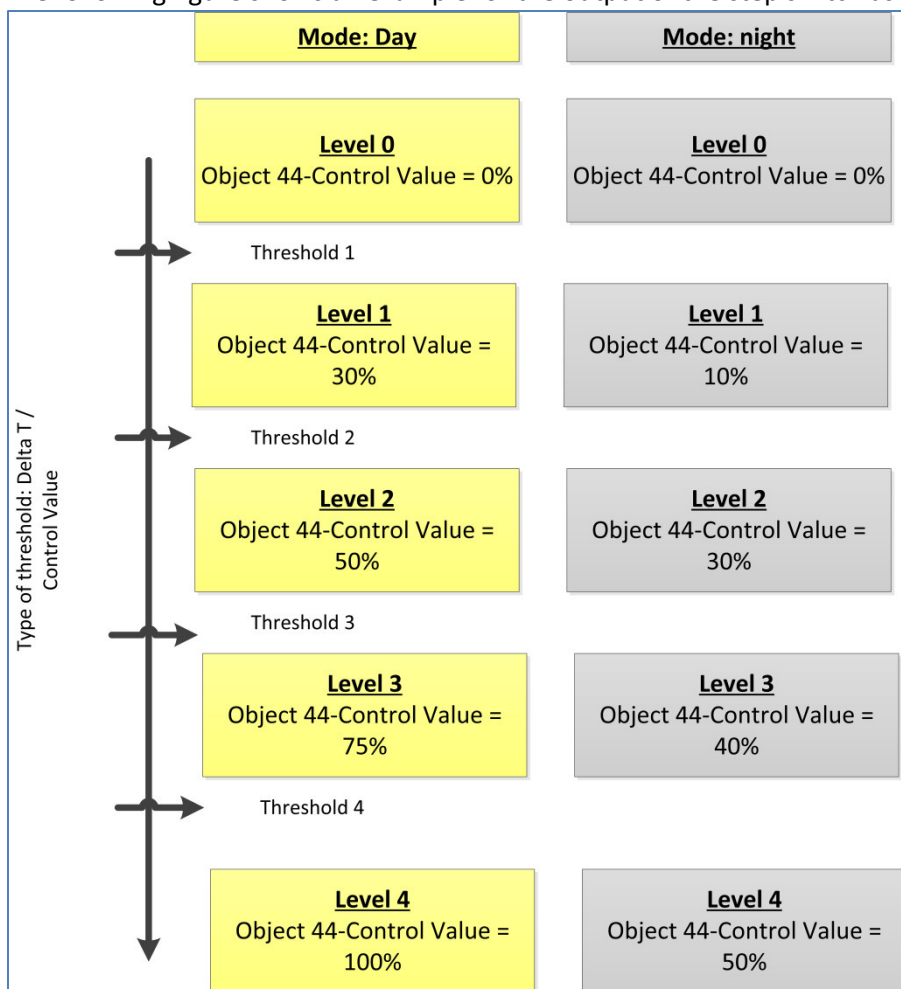 Mode: Day
Mode: night
Level 0
Object 44-Control Value = 0%
Level 0
Object 44-Control Value = 0%
Threshold 1
Level 1
Object 44-Control Value =
30%
Level 1
Object 44-Control Value =
10%
Threshold 2
Type of threshold: Delta T /
Control Value
Level 2
Object 44-Control Value =
50%
Level 2
Object 44-Control Value =
30%
Threshold 3
Level 3
Object 44-Control Value =
75%
Level 3
Object 44-Control Value =
40%
Threshold 4
Level 4
Object 44-Control Value =
100%
Level 4
Object 44-Control Value =
50%